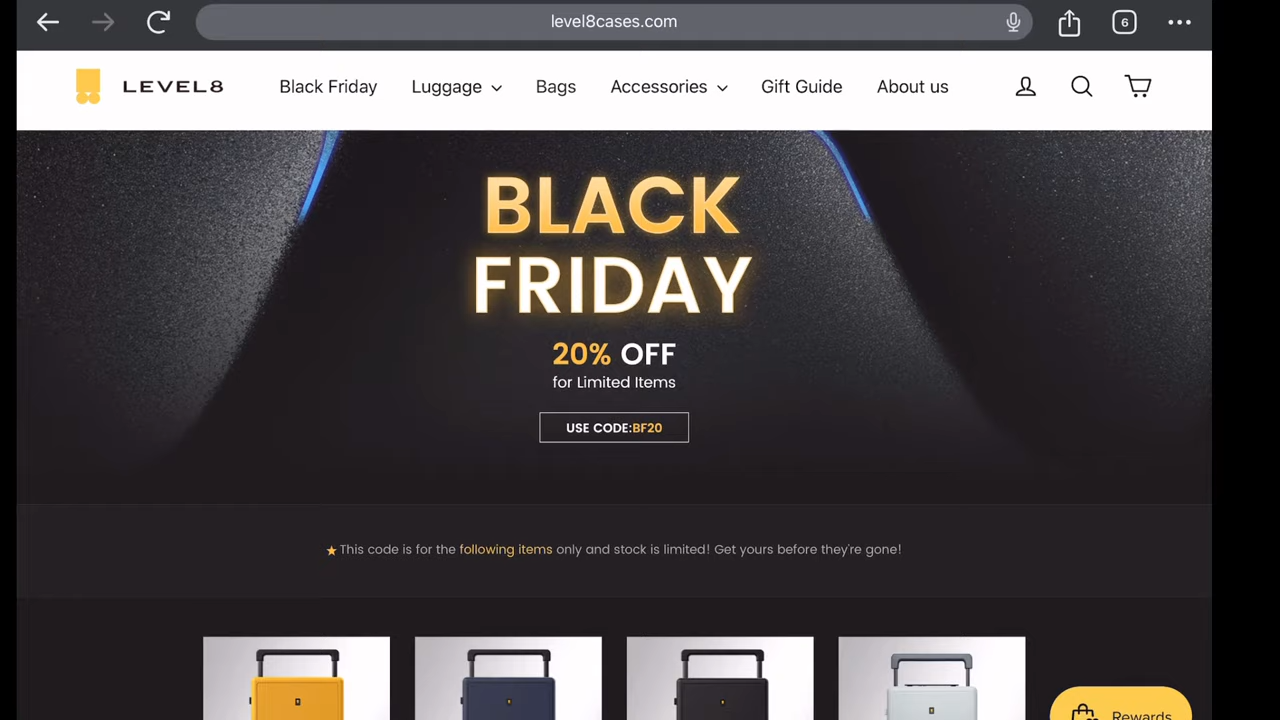 level8cases.com
6
LEVEL8
Black Friday
Luggage
Bags
Accessories
Gift Guide
About us
BLACK
FRIDAY
20% OFF
for Limited Items
USE CODE:BF20
This code is for the following items only and stock is limited! Get yours before they're gone!
Rewards